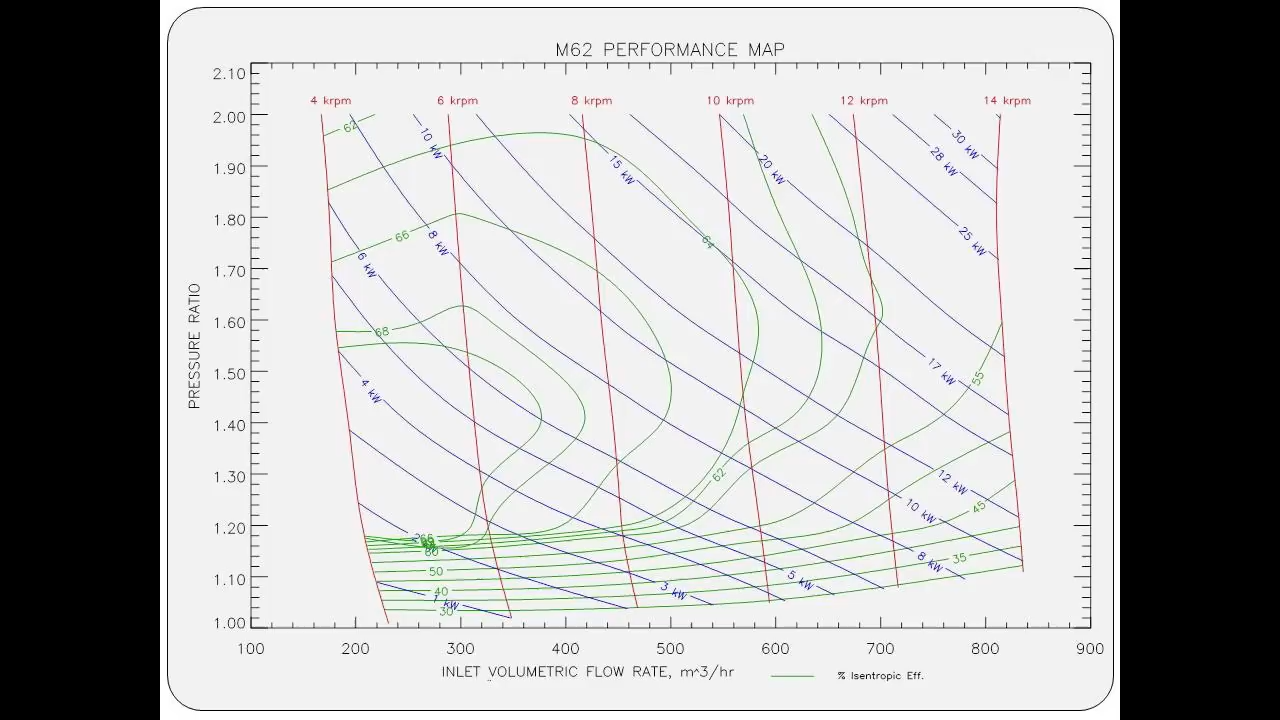 M62 PERFORMANCE MAP
2.10
4 krpm 6 krpm 8 krpm 10 krpm 12 krpm 14 krpm
2.00
62 10 kW 15 kW 20 kW 28 kW 30 kW
1.90
1.80
66 8 kW 64 25 kW
6 kW
1.70
1.60
68
1.50
4 kW 17 kW 55
1.40
1.30
62 12 kW
10 kW 45
1.20
2 66
60
8 kW 35
50
1.10
40 3 kW 5 kW
1 kW
30
1.00
PRESSURE RATIO
100 200 300 400 500 600 700 800 900
INLET VOLUMETRIC FLOW RATE, m^3/hr
% Isentropic Eff.